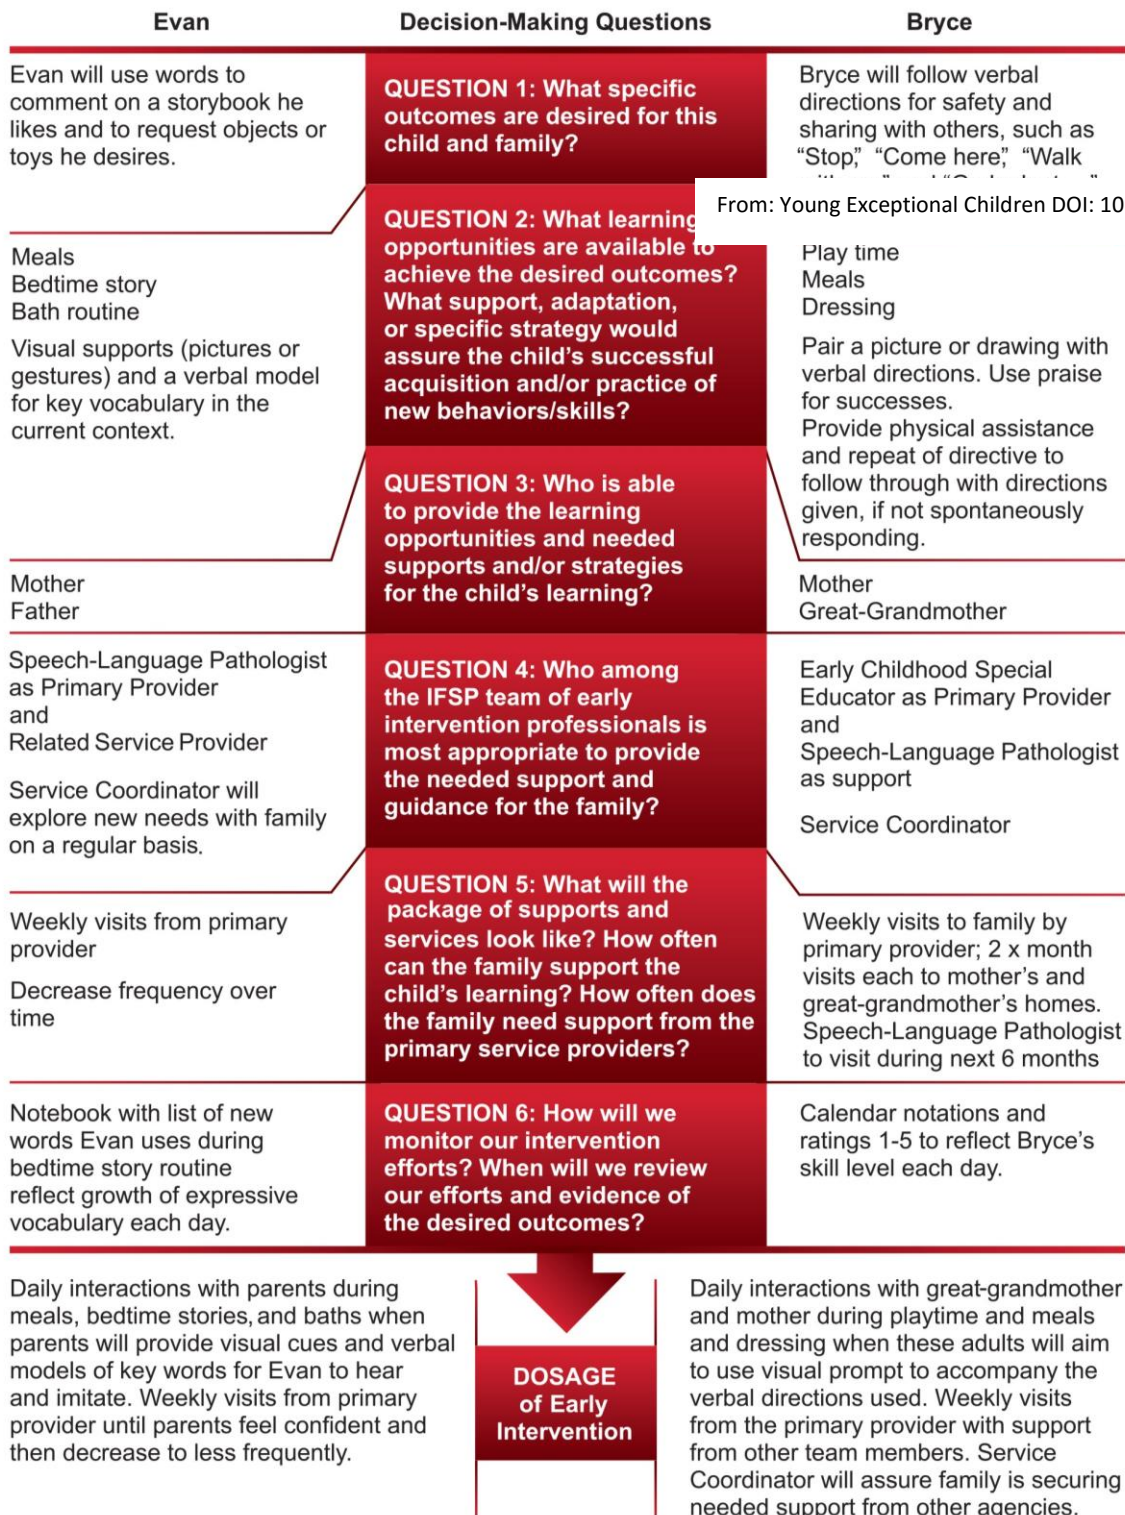 Evan
Decision-Making Questions
Bryce
Evan will use words to
comment on a storybook he
likes and to request objects or
toys he desires.
QUESTION 1: What specific
outcomes are desired for this
child and family?
Bryce will follow verbal
directions for safety and
sharing with others, such as
“Stop,” “Come here,” “Walk
From: Young Exceptional Children DOI: 10
Meals
Bedtime story
Bath routine
Visual supports (pictures or
gestures) and a verbal model
for key vocabulary in the
current context.
QUESTION 2: What learning
opportunities are available to
achieve the desired outcomes?
What support, adaptation,
or specific strategy would
assure the child’s successful
acquisition and/or practice of
new behaviors/skills?
Play time
Meals
Dressing
Pair a picture or drawing with
verbal directions. Use praise
for successes.
Provide physical assistance
and repeat of directive to
follow through with directions
given, if not spontaneously
responding.
Mother
Father
QUESTION 3: Who is able
to provide the learning
opportunities and needed
supports and/or strategies
for the child’s learning?
Mother
Great-Grandmother
Speech-Language Pathologist
as Primary Provider
and
Related Service Provider
Service Coordinator will
explore new needs with family
on a regular basis.
QUESTION 4: Who among
the IFSP team of early
intervention professionals is
most appropriate to provide
the needed support and
guidance for the family?
Early Childhood Special
Educator as Primary Provider
and
Speech-Language Pathologist
as support
Service Coordinator
Weekly visits from primary
provider
Decrease frequency over
time
QUESTION 5: What will the
package of supports and
services look like? How often
can the family support the
child’s learning? How often does
the family need support from the
primary service providers?
Weekly visits to family by
primary provider; 2 x month
visits each to mother’s and
great-grandmother’s homes.
Speech-Language Pathologist
to visit during next 6 months
Notebook with list of new
words Evan uses during
bedtime story routine
reflect growth of expressive
vocabulary each day.
QUESTION 6: How will we
monitor our intervention
efforts? When will we review
our efforts and evidence of
the desired outcomes?
Calendar notations and
ratings 1-5 to reflect Bryce’s
skill level each day.
Daily interactions with parents during
meals, bedtime stories, and baths when
parents will provide visual cues and verbal
models of key words for Evan to hear
and imitate. Weekly visits from primary
provider until parents feel confident and
then decrease to less frequently.
DOSAGE
of Early
Intervention
Daily interactions with great-grandmother
and mother during playtime and meals
and dressing when these adults will aim
to use visual prompt to accompany the
verbal directions used. Weekly visits
from the primary provider with support
from other team members. Service
Coordinator will assure family is securing
needed support from other agencies.